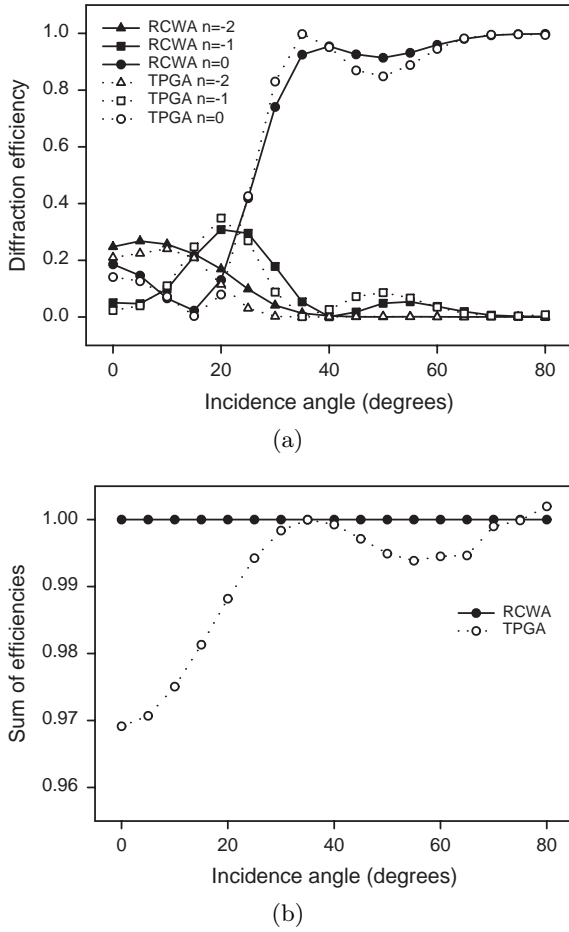 1.0
0.8
0.6
0.4
0.2
0.0
Diffraction efficiency
RCWA n=-2
RCWA n=-1
RCWA n=0
TPGA n=-2
TPGA n=-1
TPGA n=0
0 20 40 60 80
Incidence angle (degrees)
(a)
1.00
0.99
0.98
0.97
0.96
Sum of efficiencies
RCWA
TPGA
0 20 40 60 80
Incidence angle (degrees)
(b)